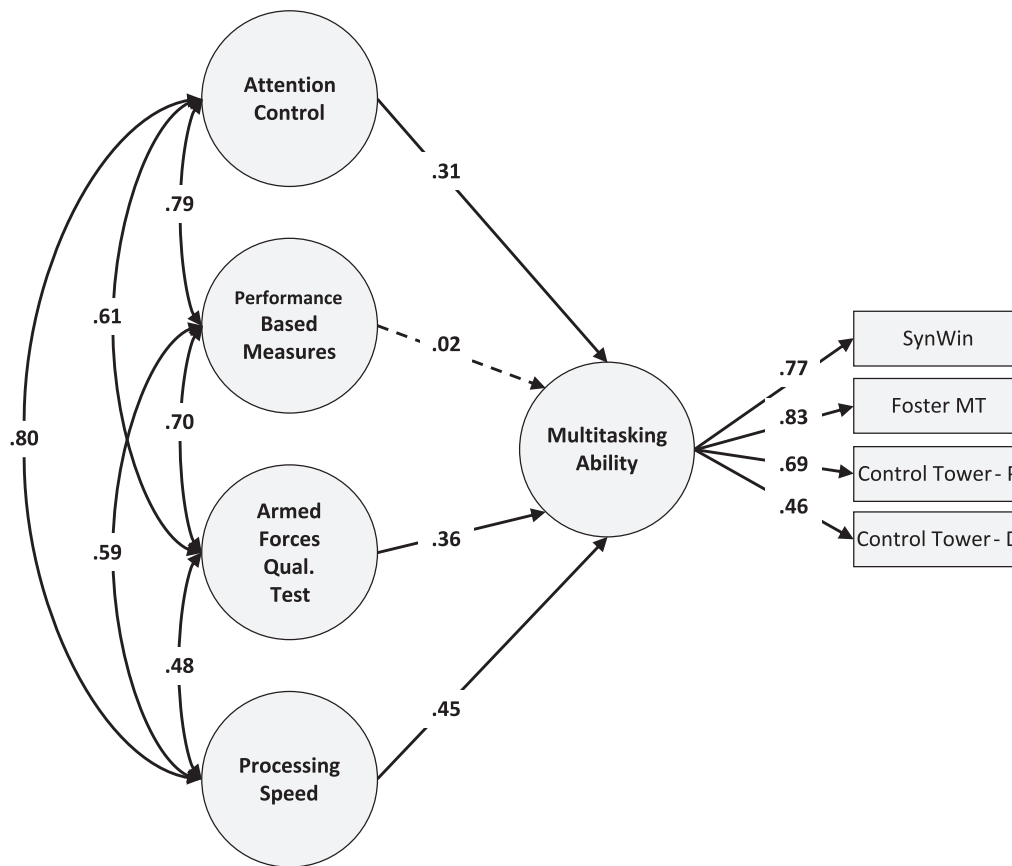 Attention
Control
.31
.79
Performance
Based
Measures
.61
.02
SynWin
.77
Foster MT
.83
Multitasking
Ability
.70
.80
.69
Control Tower - P
.46
Armed
Forces
Qual.
Test
.36
.59
Control Tower - D
.48
.45
Processing
Speed